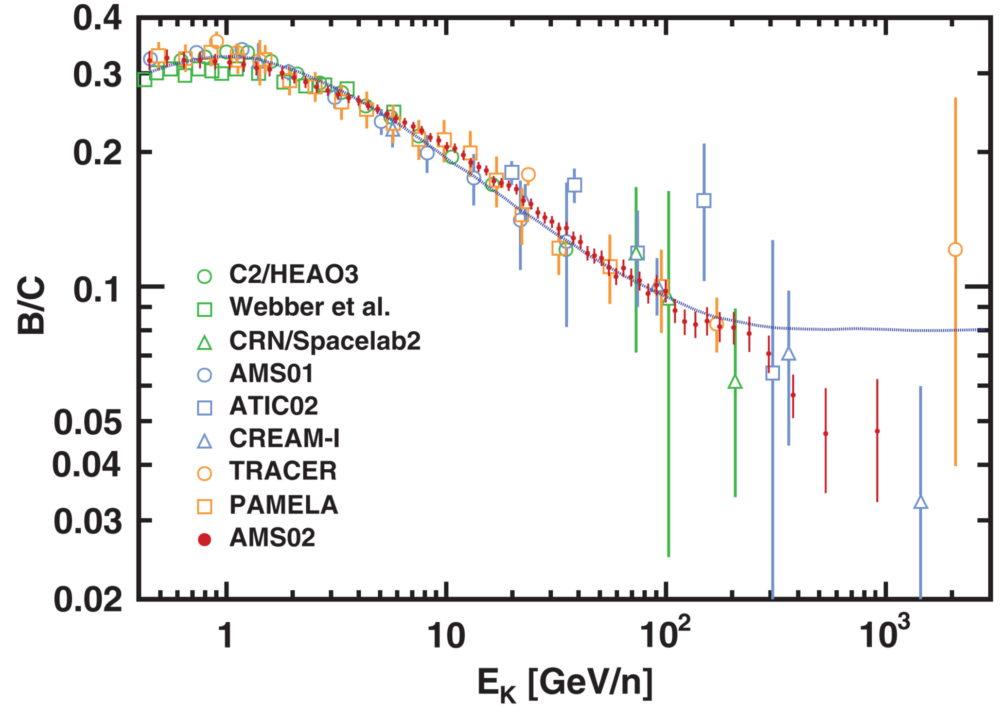 0.4
0.3
0.2
0.1
0.05
0.04
0.03
0.02
B/C
C2/HEAO3
Webber et al.
CRN/Spacelab2
AMS01
ATIC02
CREAM-I
TRACER
PAMELA
AMS02
1 10 10² 10³
E_K [GeV/n]